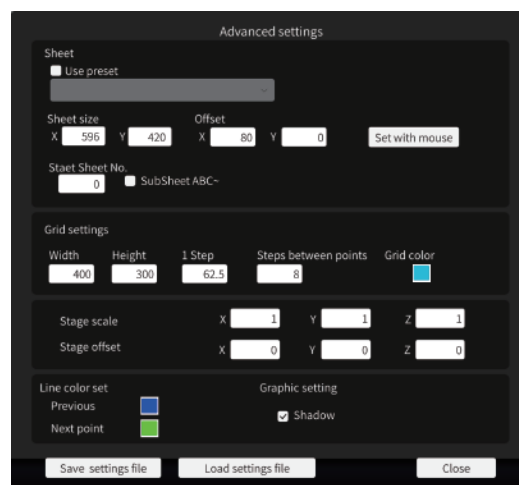 Advanced settings
Sheet
Use preset
Sheet size Offset
X 596 Y 420 X 80 Y 0 Set with mouse
Staet Sheet No.
0 SubSheet ABC~
Grid settings
Width Height 1 Step Steps between points Grid color
400 300 62.5 8
Stage scale X 1 Y 1 Z 1
Stage offset X 0 Y 0 Z 0
Line color set Graphic setting
Previous
Shadow
Next point
Save settings file Load settings file Close